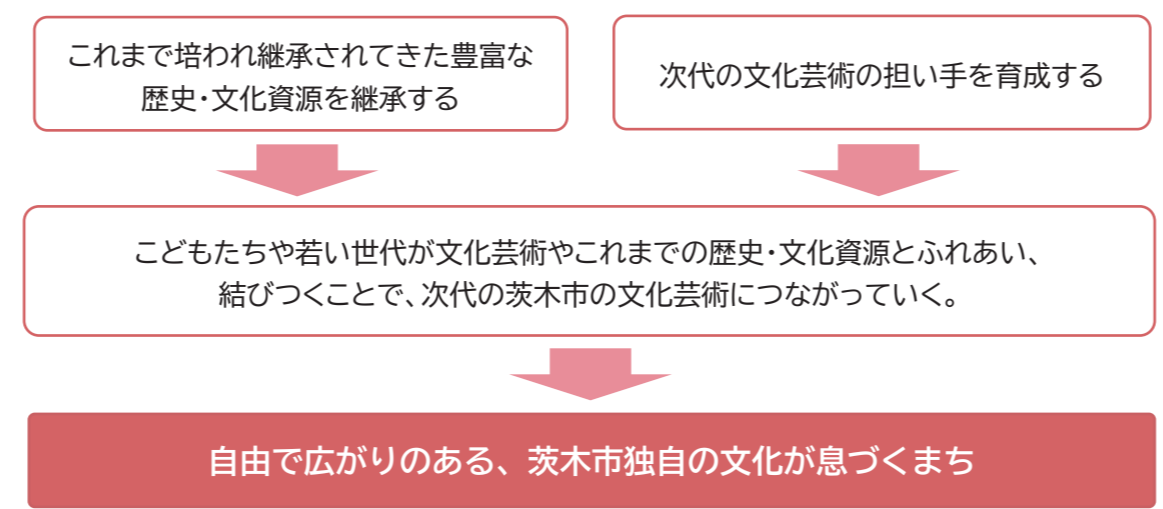 これまで培われ継承されてきた豊富な
歴史・文化資源を継承する
次代の文化芸術の担い手を育成する
こどもたちや若い世代が文化芸術やこれまでの歴史・文化資源とふれあい、
結びつくことで、次代の茨木市の文化芸術につながっていく。
自由で広がりのある、茨木市独自の文化が息づくまち